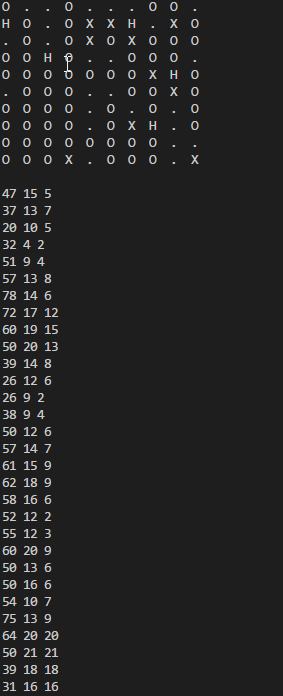 O . . O . . . O O .
H O . O X X H . X O
. O . O X O X O O O
O O H O . . O O O .
O O O O O O O X H O
. O O O . . O O X O
O O O O . O . O . O
O O O O . O X H . O
O O O O O O O O . .
O O O X . O O O . X

47 15 5
37 13 7
20 10 5
32 4 2
51 9 4
57 13 8
78 14 6
72 17 12
60 19 15
50 20 13
39 14 8
26 12 6
26 9 2
38 9 4
50 12 6
57 14 7
61 15 9
62 18 9
58 16 6
52 12 2
55 12 3
60 20 9
50 13 6
50 16 6
54 10 7
75 13 9
64 20 20
50 21 21
39 18 18
31 16 16